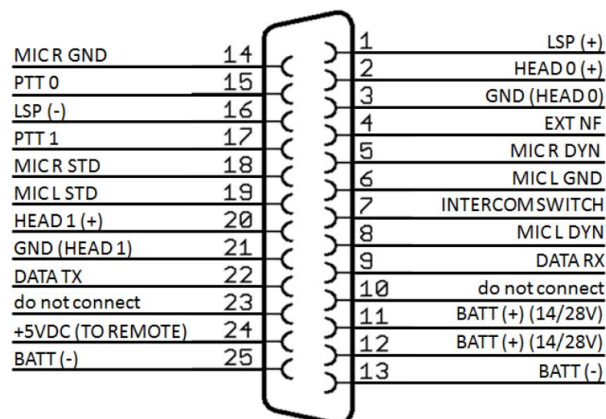 MIC R GND 14
PTT 0 15
LSP (-) 16
PTT 1 17
MIC R STD 18
MIC L STD 19
HEAD 1 (+) 20
GND (HEAD 1) 21
DATA TX 22
do not connect 23
+5VDC (TO REMOTE) 24
BATT (-) 25
1 LSP (+)
2 HEAD 0 (+)
3 GND (HEAD 0)
4 EXT NF
5 MIC R DYN
6 MIC L GND
7 INTERCOM SWITCH
8 MIC L DYN
9 DATA RX
10 do not connect
11 BATT (+) (14/28V)
12 BATT (+) (14/28V)
13 BATT (-)